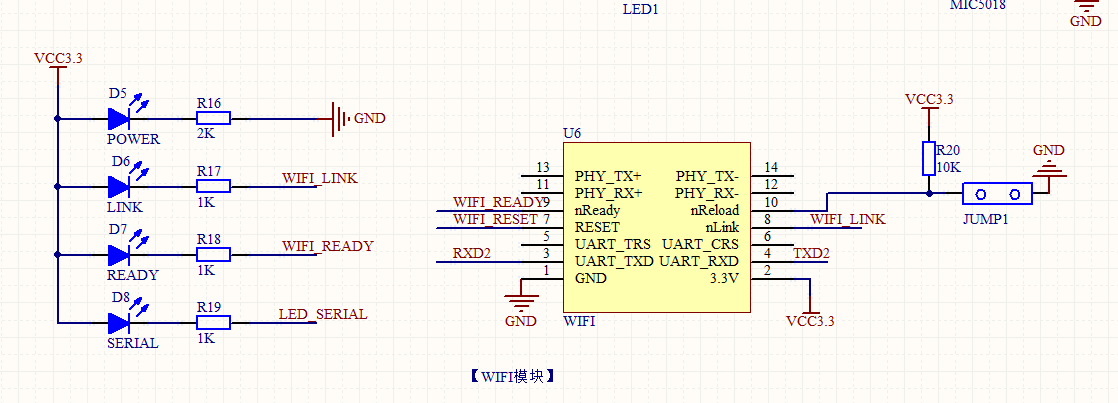 LED1
MIC5018
GND
VCC3.3
D5
R16
POWER
2K
GND
D6
R17
WIFI_LINK
LINK
1K
D7
R18
WIFI_READY
READY
1K
D8
R19
LED_SERIAL
SERIAL
1K
U6
13 PHY_TX+ PHY_TX- 14
11 PHY_RX+ PHY_RX- 12
WIFI_READY 9 nReady nReload 10
WIFI_RESET 7 RESET nLink 8 WIFI_LINK
5 UART_TRS UART_CRS 6
RXD2 3 UART_TXD UART_RXD 4 TXD2
1 GND 3.3V 2
GND
WIFI
VCC3.3
VCC3.3
R20
10K
GND
JUMP1
【WIFI模块】